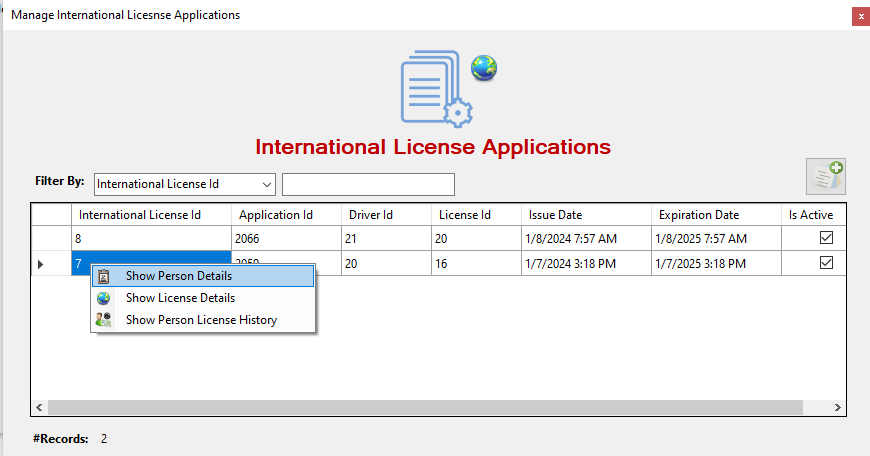 Manage International Licesnse Applications
x
International License Applications
Filter By: International License Id
International License Id Application Id Driver Id License Id Issue Date Expiration Date Is Active
8 2066 21 20 1/8/2024 7:57 AM 1/8/2025 7:57 AM
7 20 16 1/7/2024 3:18 PM 1/7/2025 3:18 PM
Show Person Details
Show License Details
Show Person License History
#Records: 2